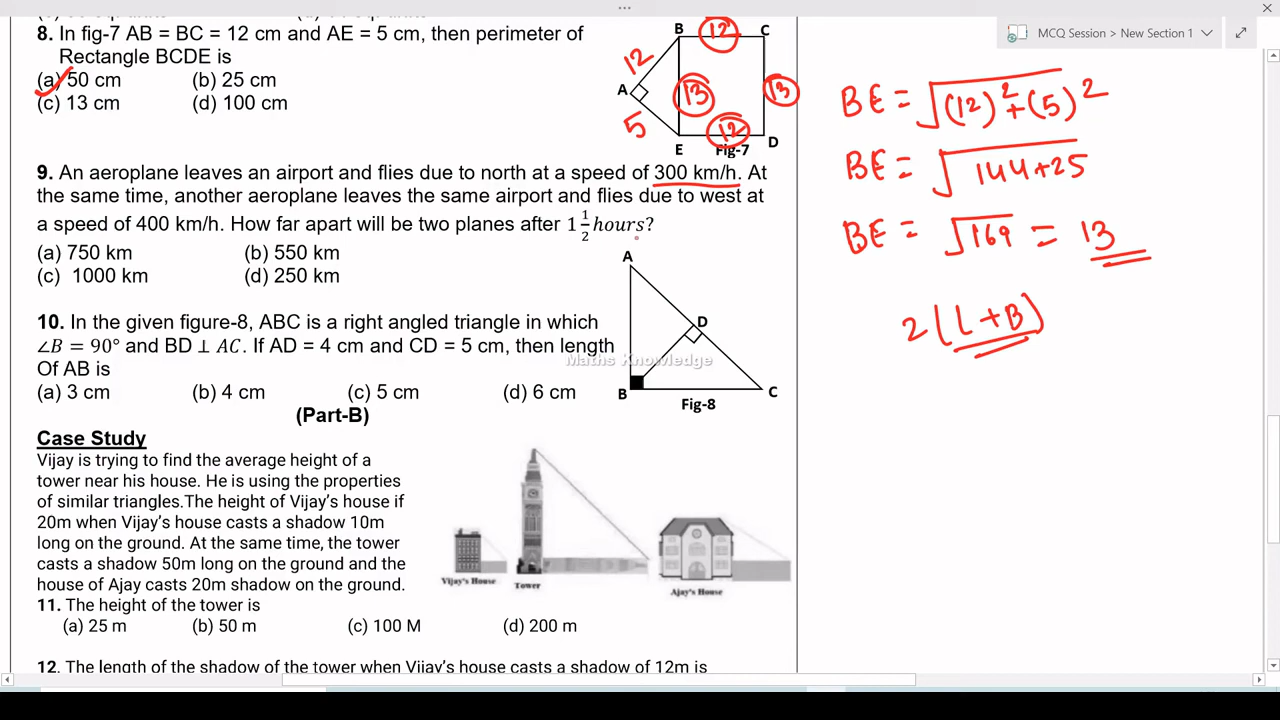 MCQ Session > New Section 1
8. In fig-7 AB = BC = 12 cm and AE = 5 cm, then perimeter of
Rectangle BCDE is
(a) 50 cm (b) 25 cm
(c) 13 cm (d) 100 cm
B 12 C
12
A 13 13
5 12
E Fig-7 D
9. An aeroplane leaves an airport and flies due to north at a speed of 300 km/h. At
the same time, another aeroplane leaves the same airport and flies due to west at
a speed of 400 km/h. How far apart will be two planes after 1 1/2 hours?
(a) 750 km (b) 550 km
(c) 1000 km (d) 250 km
10. In the given figure-8, ABC is a right angled triangle in which
∠B = 90° and BD ⊥ AC. If AD = 4 cm and CD = 5 cm, then length
Of AB is
(a) 3 cm (b) 4 cm (c) 5 cm (d) 6 cm
A
D
Maths Knowledge
B C
Fig-8
(Part-B)
Case Study
Vijay is trying to find the average height of a
tower near his house. He is using the properties
of similar triangles.The height of Vijay's house if
20m when Vijay's house casts a shadow 10m
long on the ground. At the same time, the tower
casts a shadow 50m long on the ground and the
house of Ajay casts 20m shadow on the ground.
Vijay's House Tower Ajay's House
11. The height of the tower is
(a) 25 m (b) 50 m (c) 100 M (d) 200 m
12. The length of the shadow of the tower when Vijay's house casts a shadow of 12m is
BE = √(12)² + (5)²
BE = √144+25
BE = √169 = 13
2(L+B)